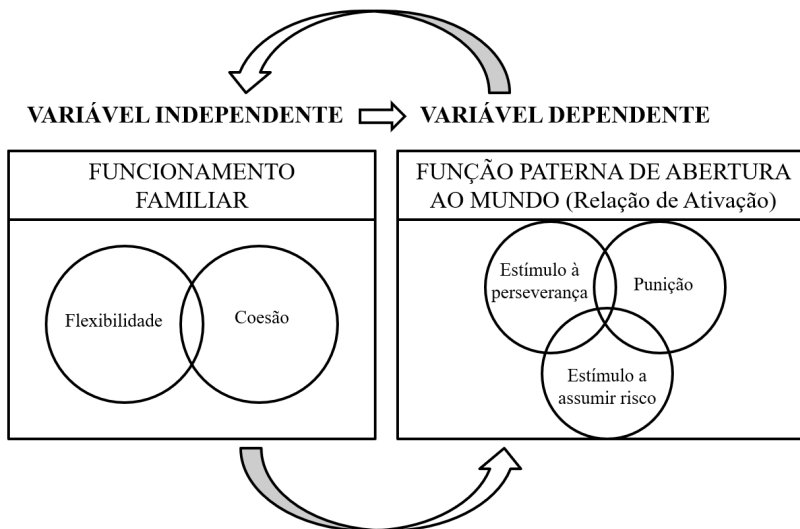 VARIÁVEL INDEPENDENTE
VARIÁVEL DEPENDENTE
FUNCIONAMENTO
FAMILIAR
Flexibilidade
Coesão
FUNÇÃO PATERNA DE ABERTURA
AO MUNDO (Relação de Ativação)
Estímulo à
perseverança
Punição
Estímulo a
assumir risco